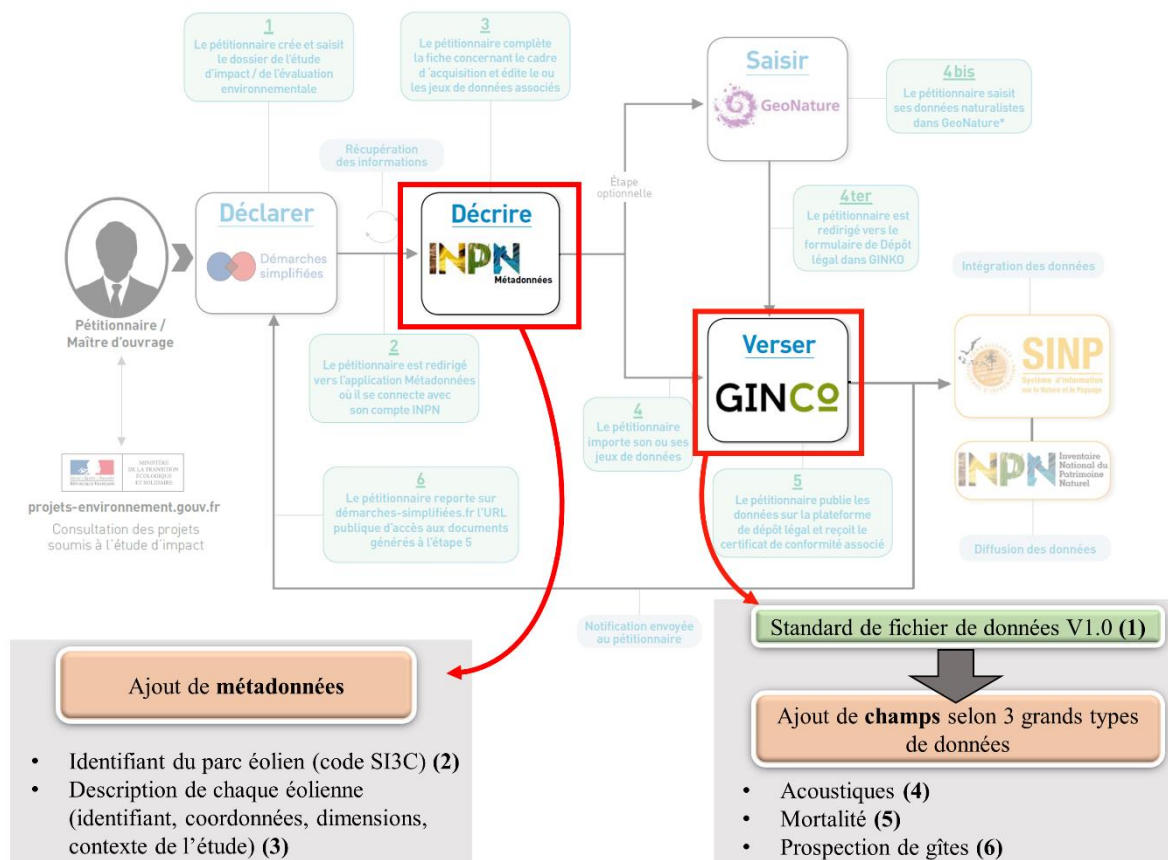 1
Le pétitionnaire crée et saisit
le dossier de l'étude
d'impact / de l'évaluation
environnementale
3
Le pétitionnaire complète
la fiche concernant le cadre
d'acquisition et édite le ou
les jeux de données associés
Saisir
GeoNature
4bis
Le pétitionnaire saisit
ses données naturalistes
dans GeoNature*
Récupération
des informations
Étape
optionnelle
Déclarer
Démarches
simplifiées
Décrire
INPN
Métadonnées
4ter
Le pétitionnaire est
redirigé vers le
formulaire de Dépôt
légal dans GINKO
Intégration des données
Pétitionnaire /
Maître d'ouvrage
2
Le pétitionnaire est redirigé
vers l'application Métadonnées
où il se connecte avec
son compte INPN
Verser
GINCO
SINP
Système d'information
sur la Nature et le Paysage
4
Le pétitionnaire
importe son ou ses
jeux de données
INPN
Inventaire
National du
Patrimoine
Naturel
MINISTÈRE
DE LA TRANSITION
ÉCOLOGIQUE
ET SOLIDAIRE
projets-environnement.gouv.fr
Consultation des projets
soumis à l'étude d'impact
6
Le pétitionnaire reporte sur
démarches-simplifiées.fr l'URL
publique d'accès aux documents
générés à l'étape 5
5
Le pétitionnaire publie les
données sur la plateforme
de dépôt légal et reçoit le
certificat de conformité associé
Diffusion des données
Notification envoyée
au pétitionnaire
Ajout de métadonnées
• Identifiant du parc éolien (code SI3C) (2)
• Description de chaque éolienne
(identifiant, coordonnées, dimensions,
contexte de l'étude) (3)
Standard de fichier de données V1.0 (1)
Ajout de champs selon 3 grands types
de données
• Acoustiques (4)
• Mortalité (5)
• Prospection de gîtes (6)